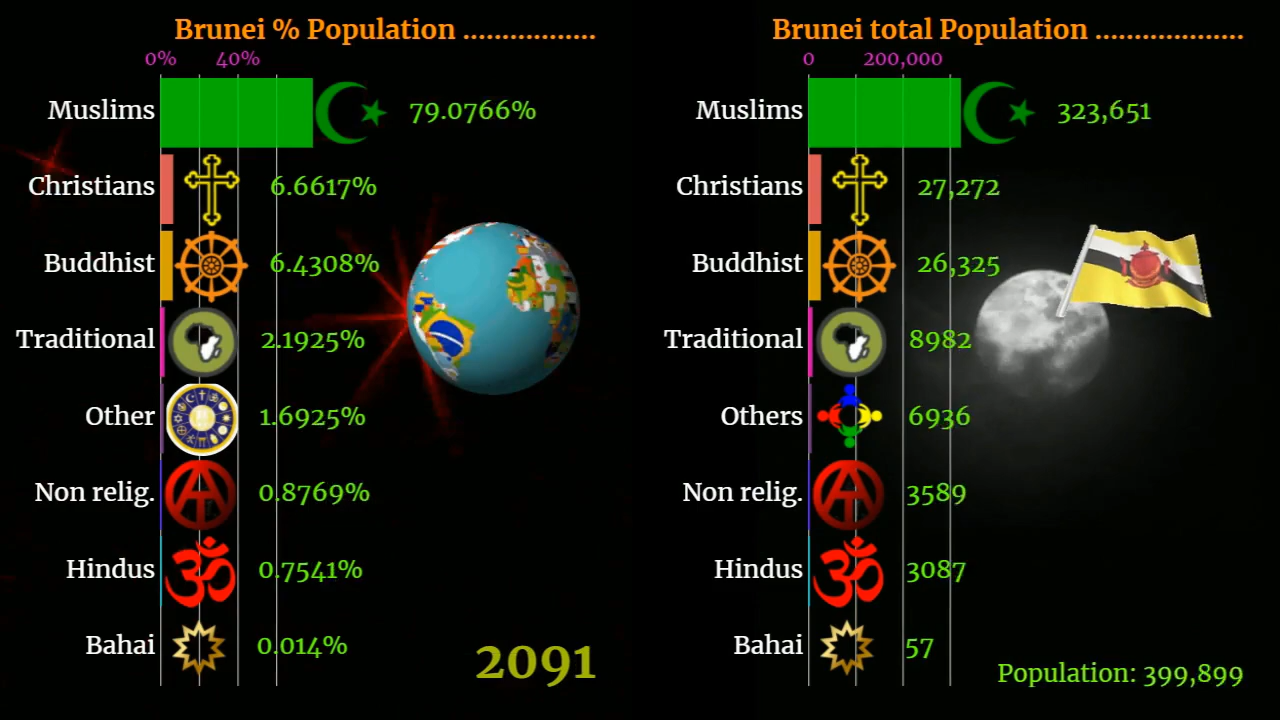 Brunei % Population .................
0% 40%
Muslims 79.0766%
Christians 6.6617%
Buddhist 6.4308%
Traditional 2.1925%
Other 1.6925%
Non relig. 0.8769%
Hindus 0.7541%
Bahai 0.014%
2091
Brunei total Population ...................
0 200,000
Muslims 323,651
Christians 27,272
Buddhist 26,325
Traditional 8982
Others 6936
Non relig. 3589
Hindus 3087
Bahai 57
Population: 399,899